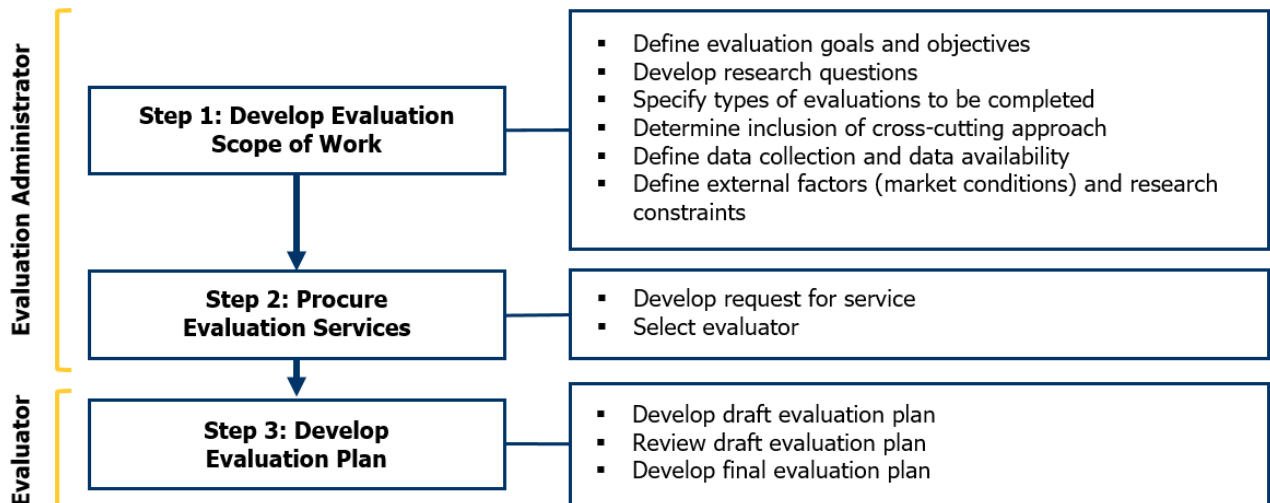 Evaluation Administrator
Step 1: Develop Evaluation
Scope of Work
▪ Define evaluation goals and objectives
▪ Develop research questions
▪ Specify types of evaluations to be completed
▪ Determine inclusion of cross-cutting approach
▪ Define data collection and data availability
▪ Define external factors (market conditions) and research
constraints
Step 2: Procure
Evaluation Services
▪ Develop request for service
▪ Select evaluator
Evaluator
Step 3: Develop
Evaluation Plan
▪ Develop draft evaluation plan
▪ Review draft evaluation plan
▪ Develop final evaluation plan